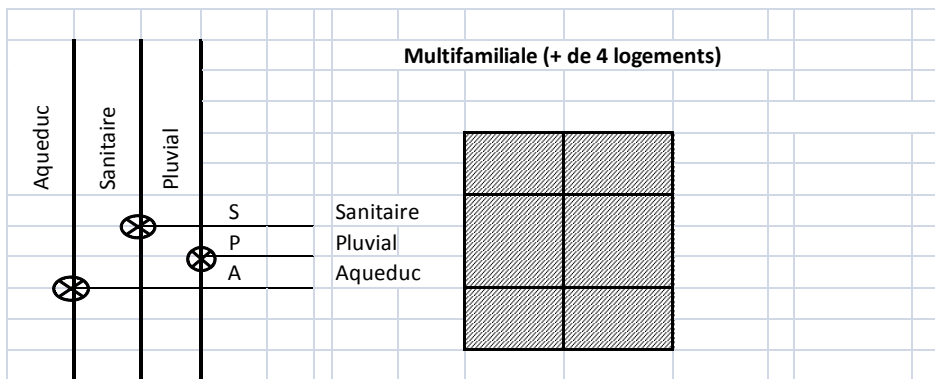 Multifamiliale (+ de 4 logements)
Aqueduc
Sanitaire
Pluvial
S Sanitaire
P Pluvial
A Aqueduc